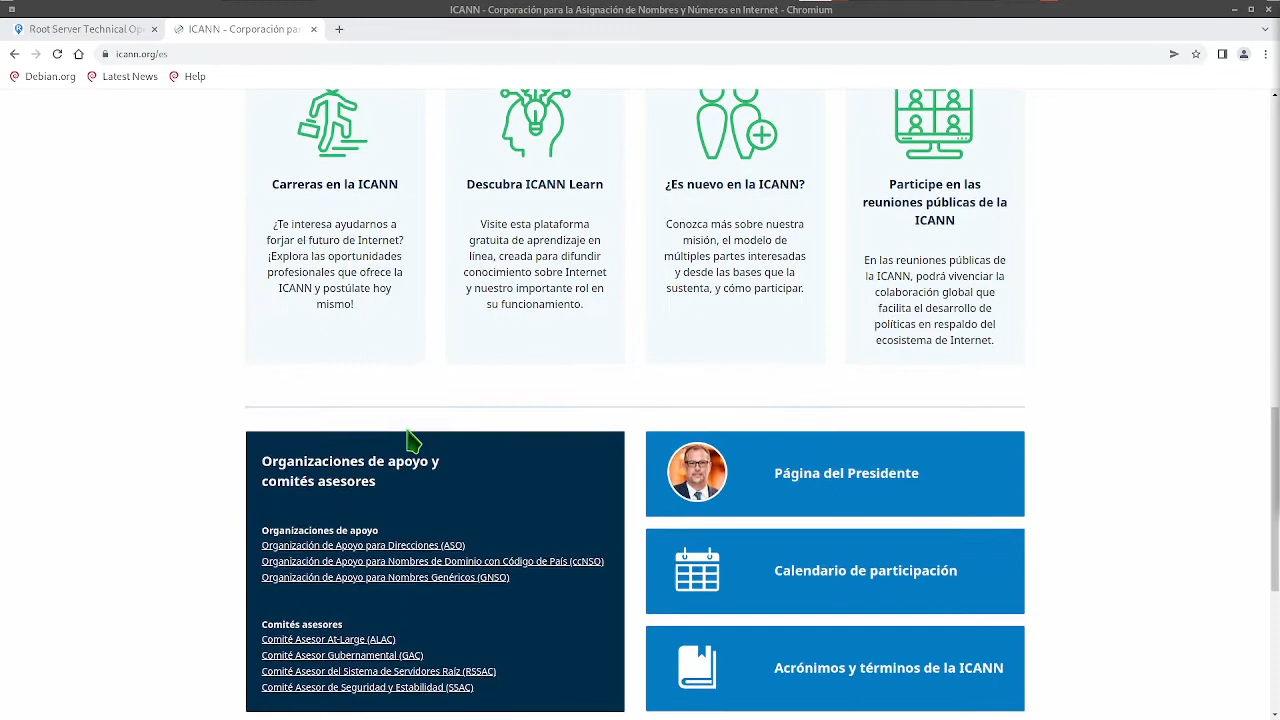 ICANN - Corporación para la Asignación de Nombres y Números en Internet - Chromium
Root Server Technical Ope
ICANN - Corporación pa
icann.org/es
Debian.org
Latest News
Help
Carreras en la ICANN
¿Te interesa ayudarnos a
forjar el futuro de Internet?
¡Explora las oportunidades
profesionales que ofrece la
ICANN y postúlate hoy
mismo!
Descubra ICANN Learn
Visite esta plataforma
gratuita de aprendizaje en
línea, creada para difundir
conocimiento sobre Internet
y nuestro importante rol en
su funcionamiento.
¿Es nuevo en la ICANN?
Conozca más sobre nuestra
misión, el modelo de
múltiples partes interesadas
y desde las bases que la
sustenta, y cómo participar.
Participe en las
reuniones públicas de la
ICANN
En las reuniones públicas de
la ICANN, podrá vivenciar la
colaboración global que
facilita el desarrollo de
políticas en respaldo del
ecosistema de Internet.
Organizaciones de apoyo y
comités asesores
Organizaciones de apoyo
Organización de Apoyo para Direcciones (ASO)
Organización de Apoyo para Nombres de Dominio con Código de País (ccNSO)
Organización de Apoyo para Nombres Genéricos (GNSO)
Comités asesores
Comité Asesor At-Large (ALAC)
Comité Asesor Gubernamental (GAC)
Comité Asesor del Sistema de Servidores Raíz (RSSAC)
Comité Asesor de Seguridad y Estabilidad (SSAC)
Página del Presidente
Calendario de participación
Acrónimos y términos de la ICANN